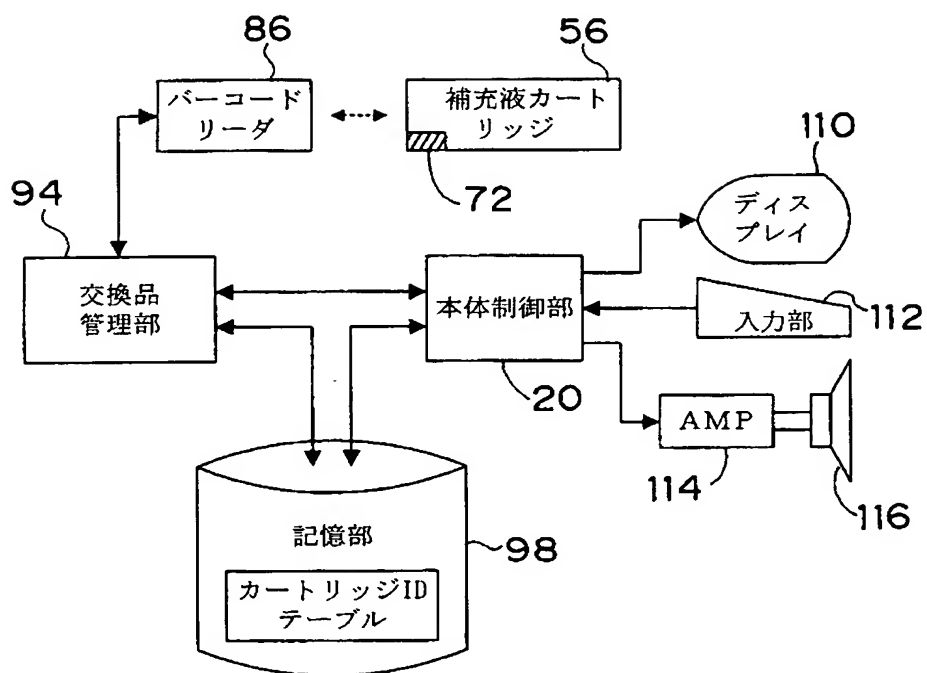 86
56
バーコード
リーダ
補充液カート
リッジ
72
110
ディス
プレイ
94
交換品
管理部
本体制御部
20
入力部
112
AMP
114
116
記憶部
98
カートリッジID
テーブル